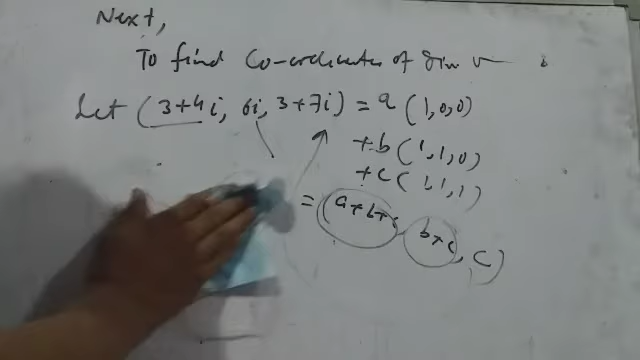 Next,
To find Co-ordinates of given v
Let (3+4i, 6i, 3+7i) = a (1,0,0)
+b (1,1,0)
+c (1,1,1)
= (a+b+c, b+c, c)